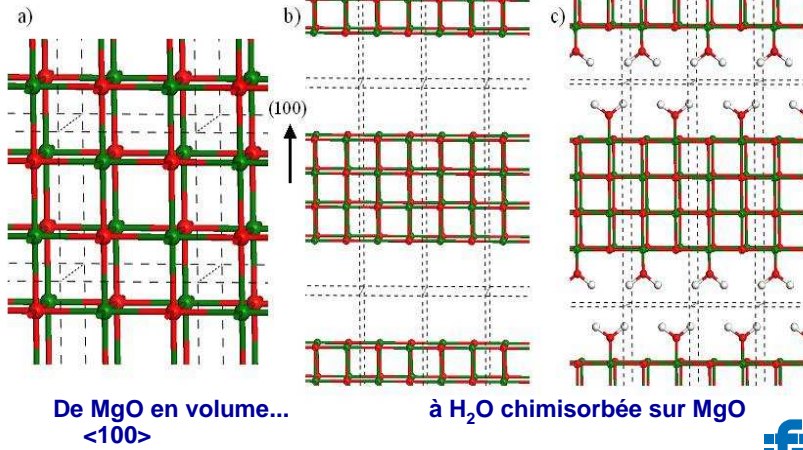 a)
b)
c)
(100)
De MgO en volume...
<100>
à H₂O chimisorbée sur MgO